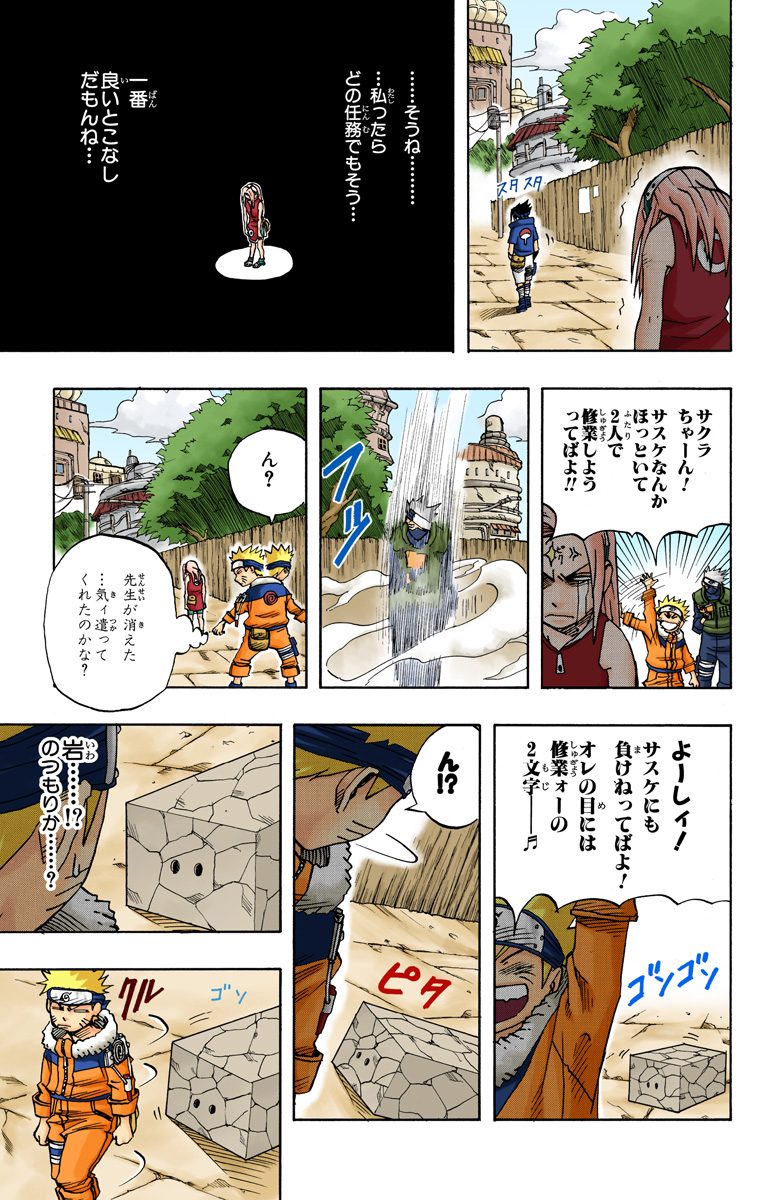 スタスタ
……そうね………
…私ったら
どの任務でもそう…
一番
良いとこなし
だもんね…
サクラ
ちゃーん！
サスケなんか
ほっといて
2人で
修業しよう
ってばよ!!
フッ
ん？
先生が消えた
…気ィ遣って
くれたのかな？
よーしィ！
サスケにも
負けねってばよ！
オレの目には
修業ォーの
2文字──♬
ゴソゴソ
ん!?
ピタ
岩……!?
のつもりか……？
ゴソ
クル